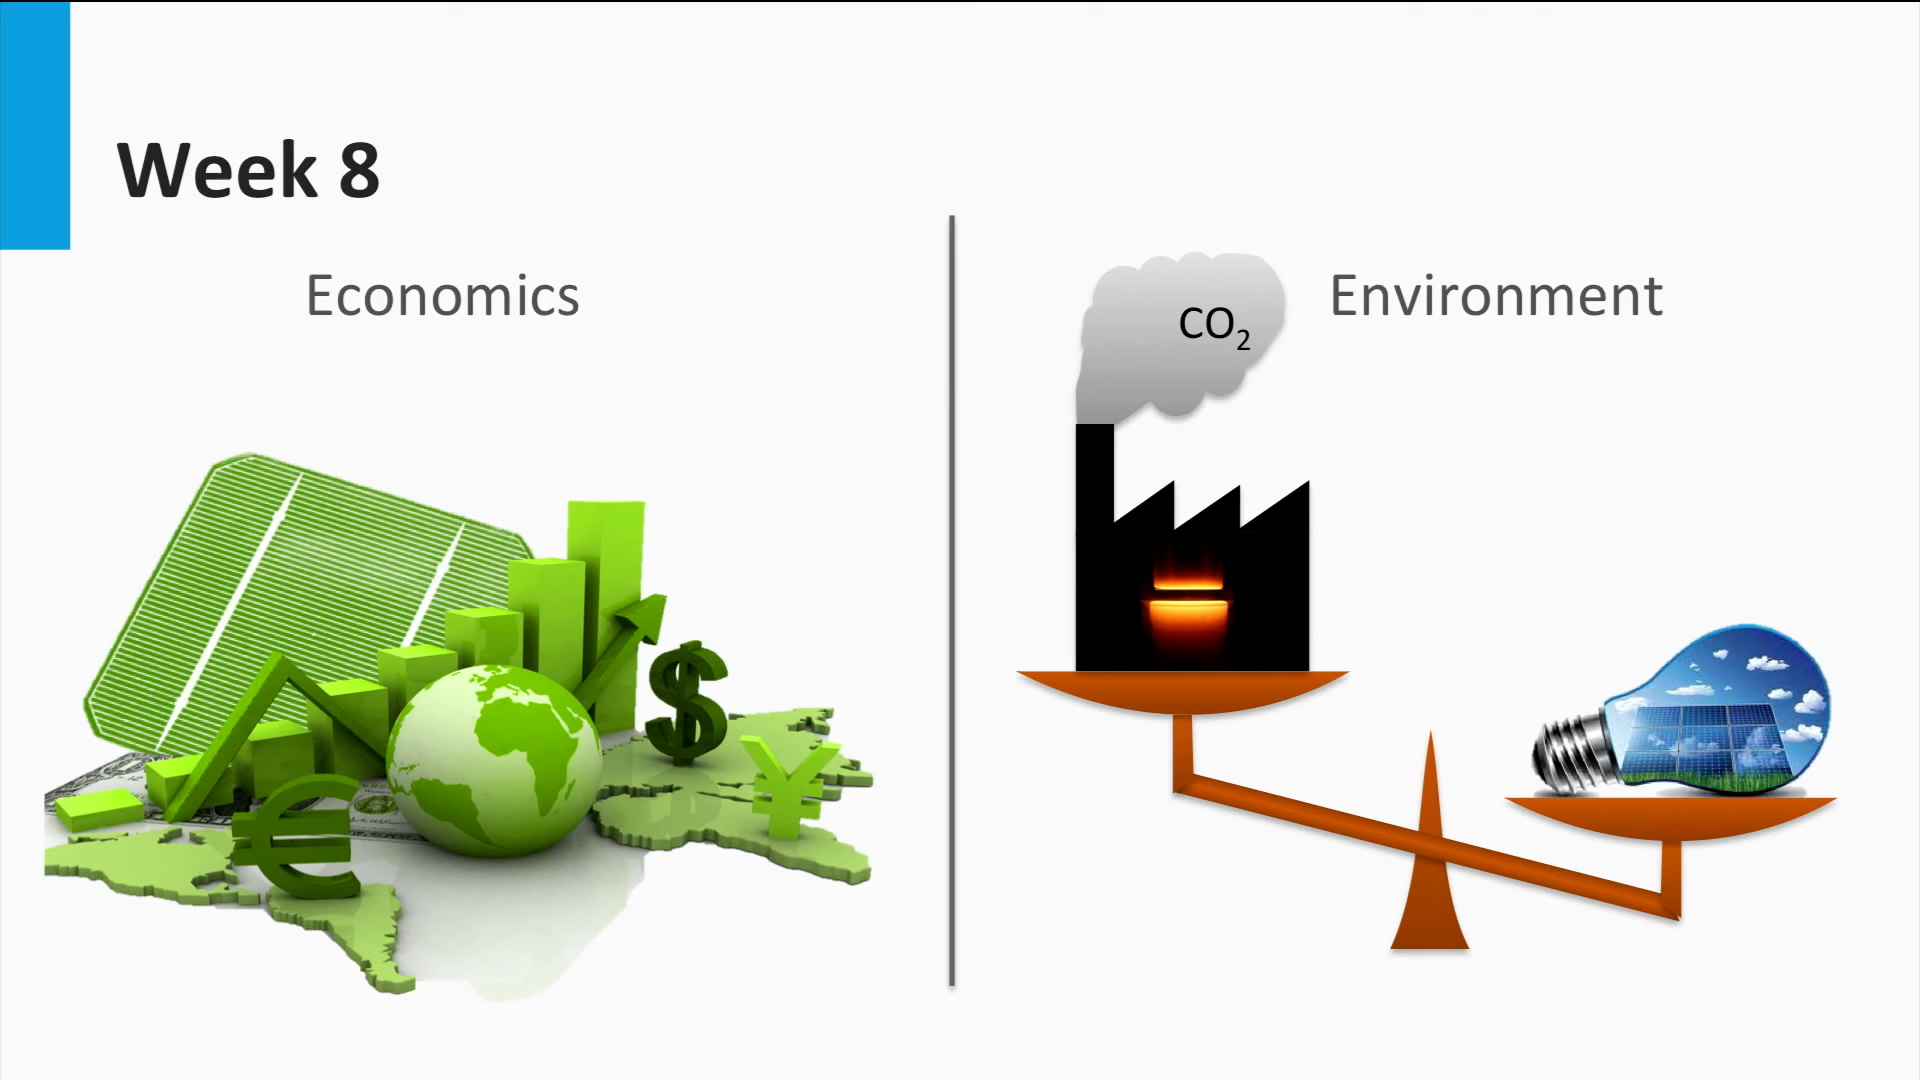 Week 8
Economics
Environment
CO₂
$
¥
€